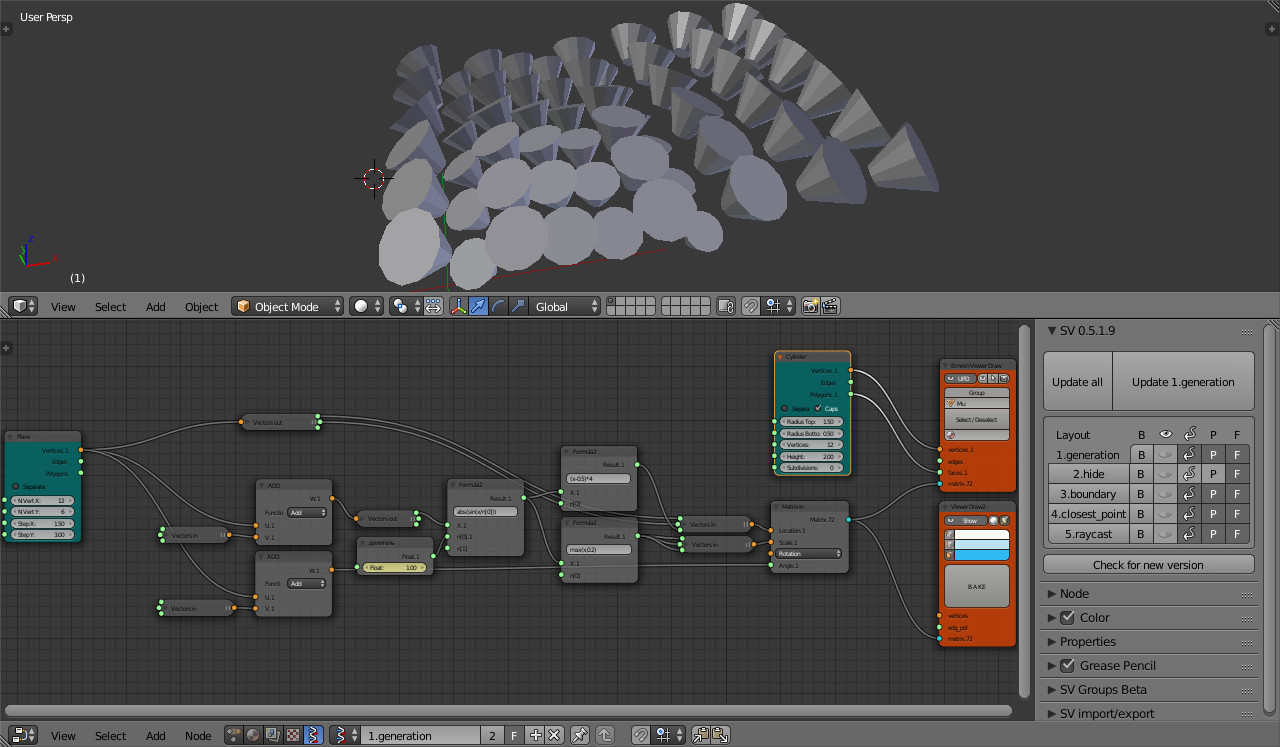 User Persp
(1)
View Select Add Object Object Mode Global
Plane
Vertices.1
Edges
Polygons
Separate
N Vert X: 12
N Vert Y: 6
Step X: 1.50
Step Y: 3.00
Vectors out
Vectors in
Vectors in
ADD
W.1
Add
U.1
V.1
ADD
W.1
Add
U.1
V.1
Vectors out
Float.1
Float: 1.00
Formula2
Result.1
abs(sin(x/n[0]))
X.1
n[0].1
n[1]
Formula2
Result.1
(x-0.5)*4
X.1
n[0]
Formula2
Result.1
max(x,0.2)
X.1
n[0]
Vectors in
Vectors in
Cylinder
Vertices.1
Edges
Polygons.1
Separa Caps
Radius Top: 1.50
Radius Botto: 0.50
Vertices: 12
Height: 2.00
Subdivisions: 0
Matrix in
Matrix.72
Location.1
Scale.1
Rotation
Angle.1
BmeshViewerDraw
UPD
Group
Mu
Select / Deselect
vertices.1
edges
faces.1
matrix.72
Viewer Draw2
Show
BAKE
vertices
edg_pol
matrix.72
SV 0.5.1.9
Update all Update 1.generation
Layout B P F
1.generation B P F
2.hide B P F
3.boundary B P F
4.closest_point B P F
5.raycast B P F
Check for new version
Node
Color
Properties
Grease Pencil
SV Groups Beta
SV import/export
View Select Add Node 1.generation 2 F